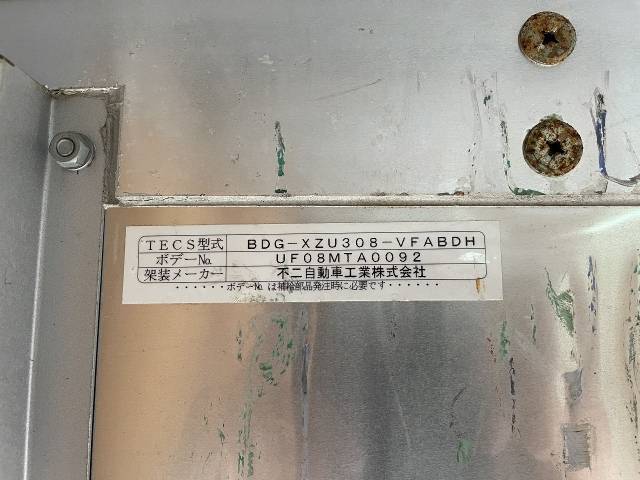 TECS型式 BDG-XZU308-VFABDH
ボデーNo. UF08MTA0092
架装メーカー 不二自動車工業株式会社
······ボデーNo. は補給部品発注時に必要です·······